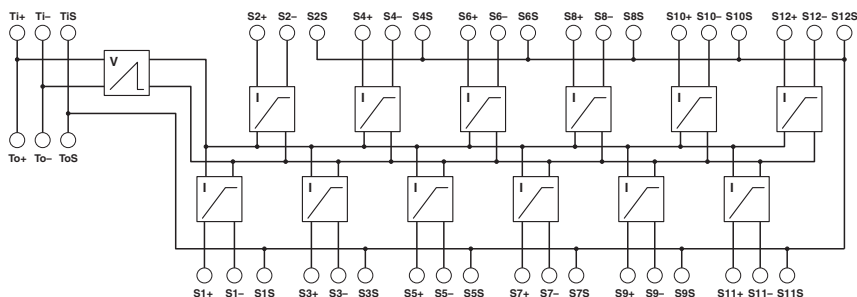 Ti+ Ti– TiS S2+ S2– S2S S4+ S4– S4S S6+ S6– S6S S8+ S8– S8S S10+ S10– S10S S12+ S12– S12S
V
I I I I I I
To+ To– ToS
I I I I I I
S1+ S1– S1S S3+ S3– S3S S5+ S5– S5S S7+ S7– S7S S9+ S9– S9S S11+ S11– S11S